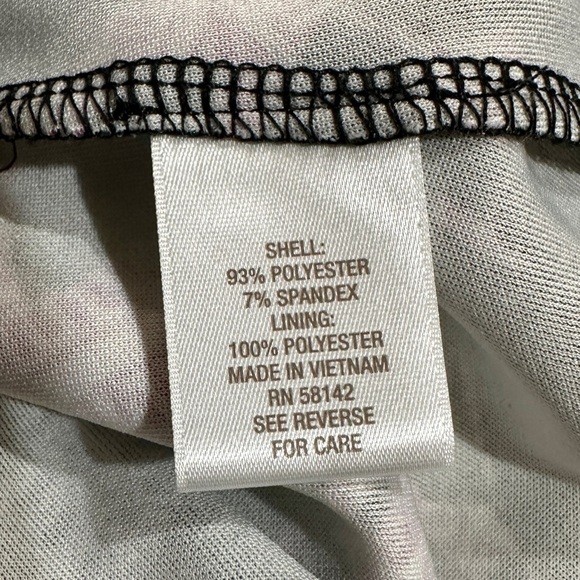 SHELL:
93% POLYESTER
7% SPANDEX
LINING:
100% POLYESTER
MADE IN VIETNAM
RN 58142
SEE REVERSE
FOR CARE